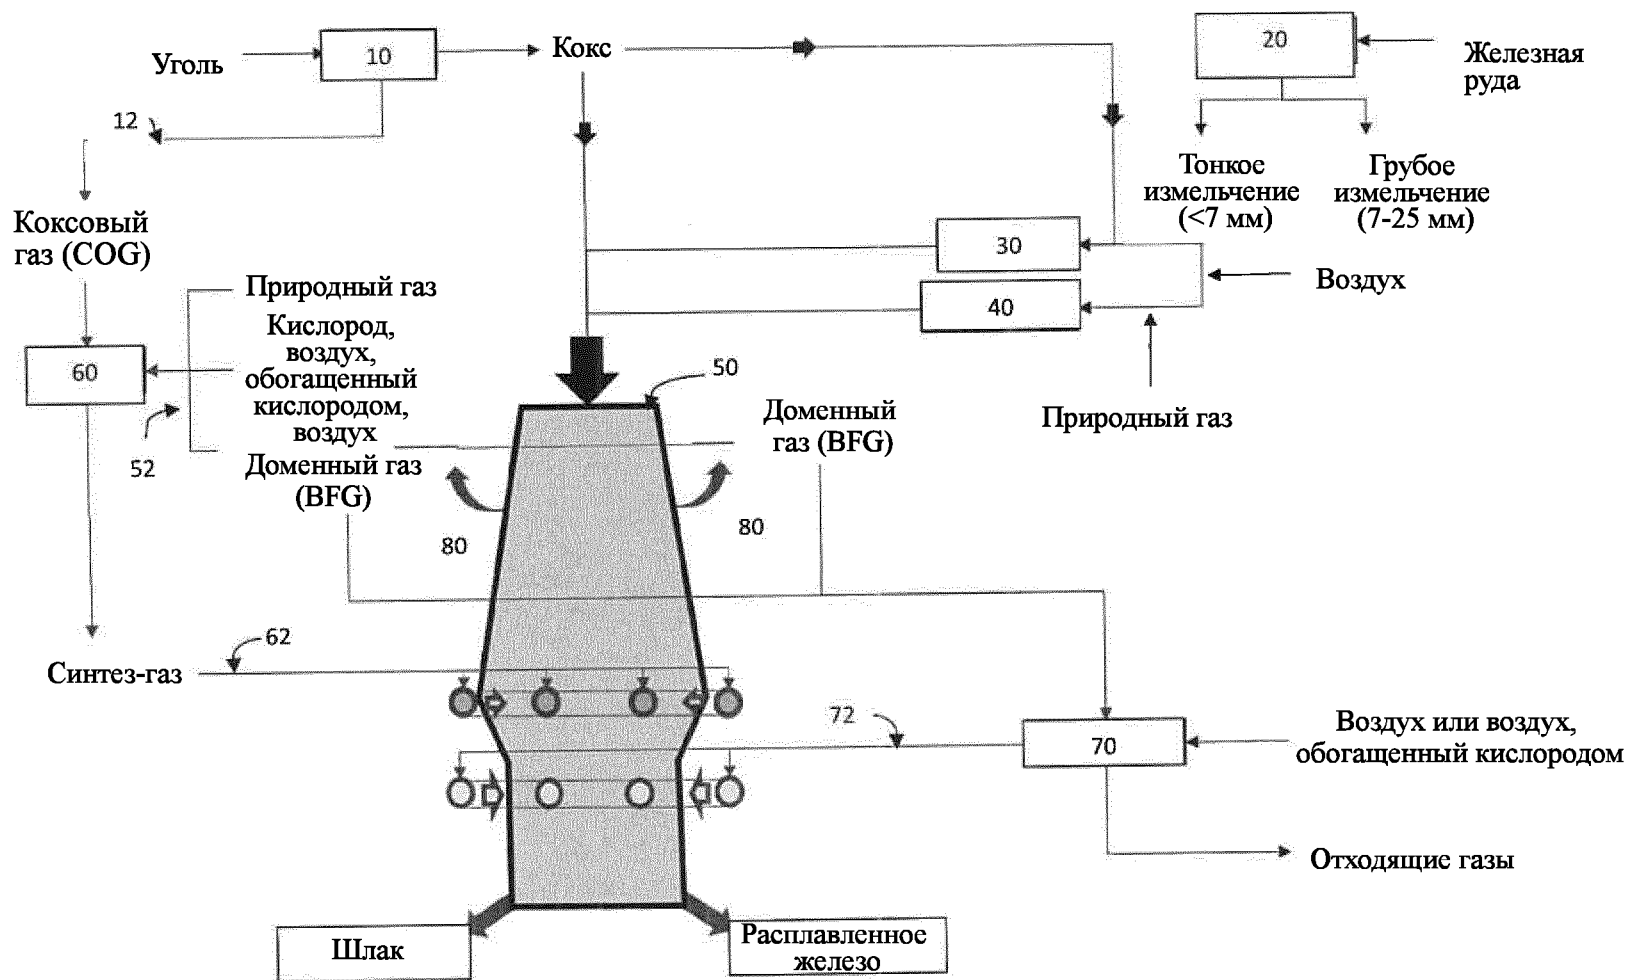 Уголь
10
Кокс
20
Железная
руда
12
Тонкое
измельчение
(<7 мм)
Грубое
измельчение
(7-25 мм)
Коксовый
газ (COG)
30
Воздух
40
Природный газ
Природный газ
Кислород,
воздух,
обогащенный
кислородом,
воздух
60
52
Доменный газ
(BFG)
50
Доменный
газ (BFG)
80
80
62
Синтез-газ
72
70
Воздух или воздух,
обогащенный кислородом
Отходящие газы
Шлак
Расплавленное
железо